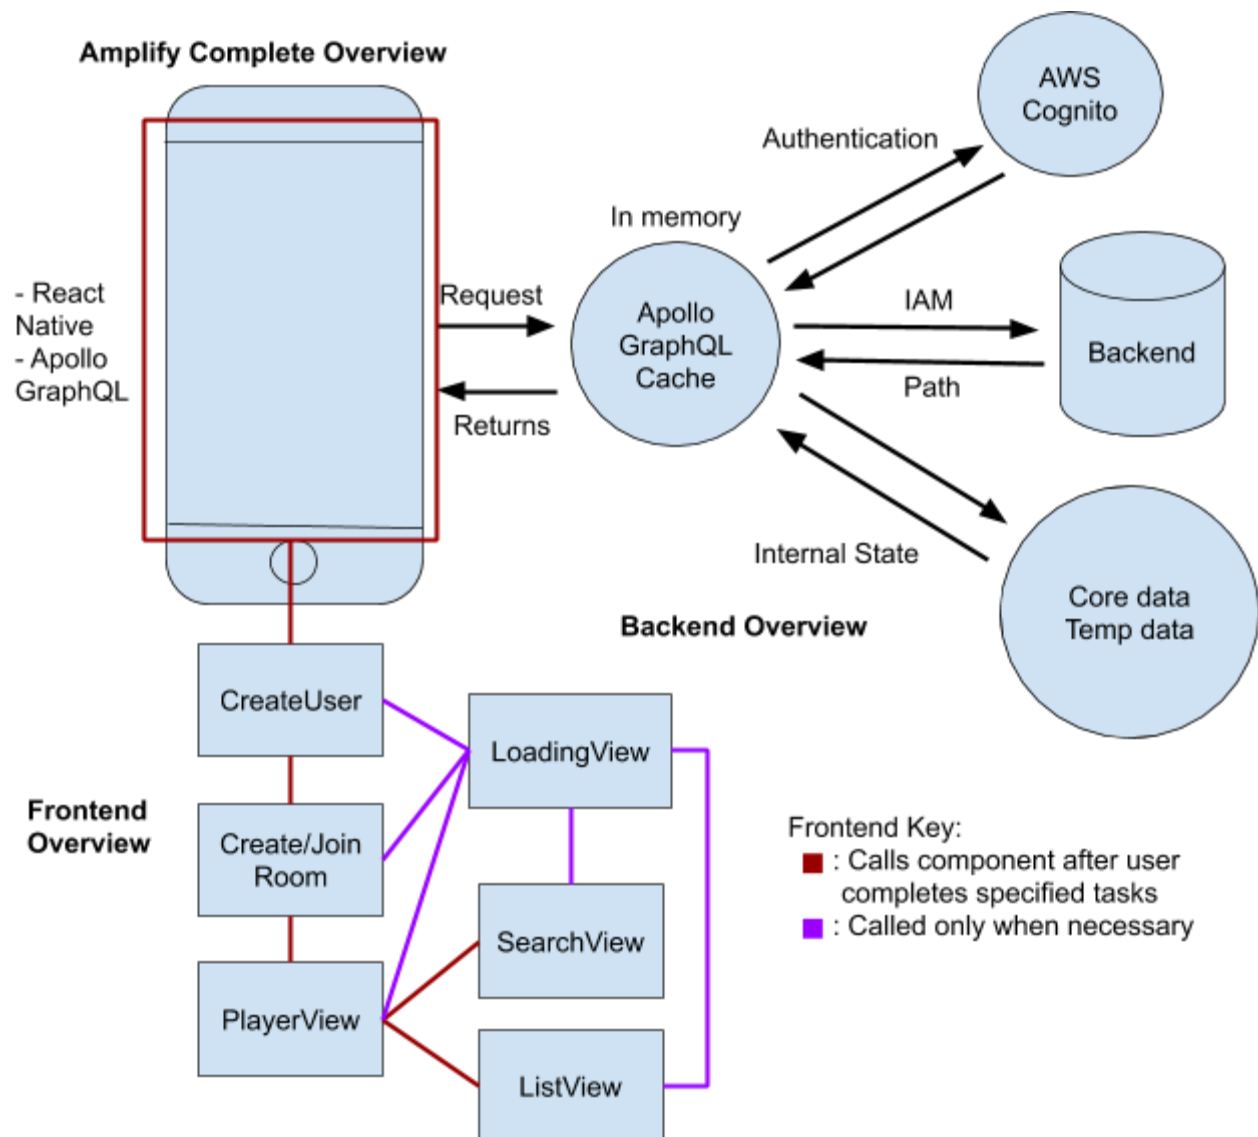 Amplify Complete Overview
AWS
Cognito
Authentication
In memory
- React
Native
- Apollo
GraphQL
Request
Returns
Apollo
GraphQL
Cache
IAM
Path
Backend
Internal State
Core data
Temp data
Backend Overview
CreateUser
LoadingView
Frontend
Overview
Create/Join
Room
SearchView
PlayerView
ListView
Frontend Key:
: Calls component after user
completes specified tasks
: Called only when necessary